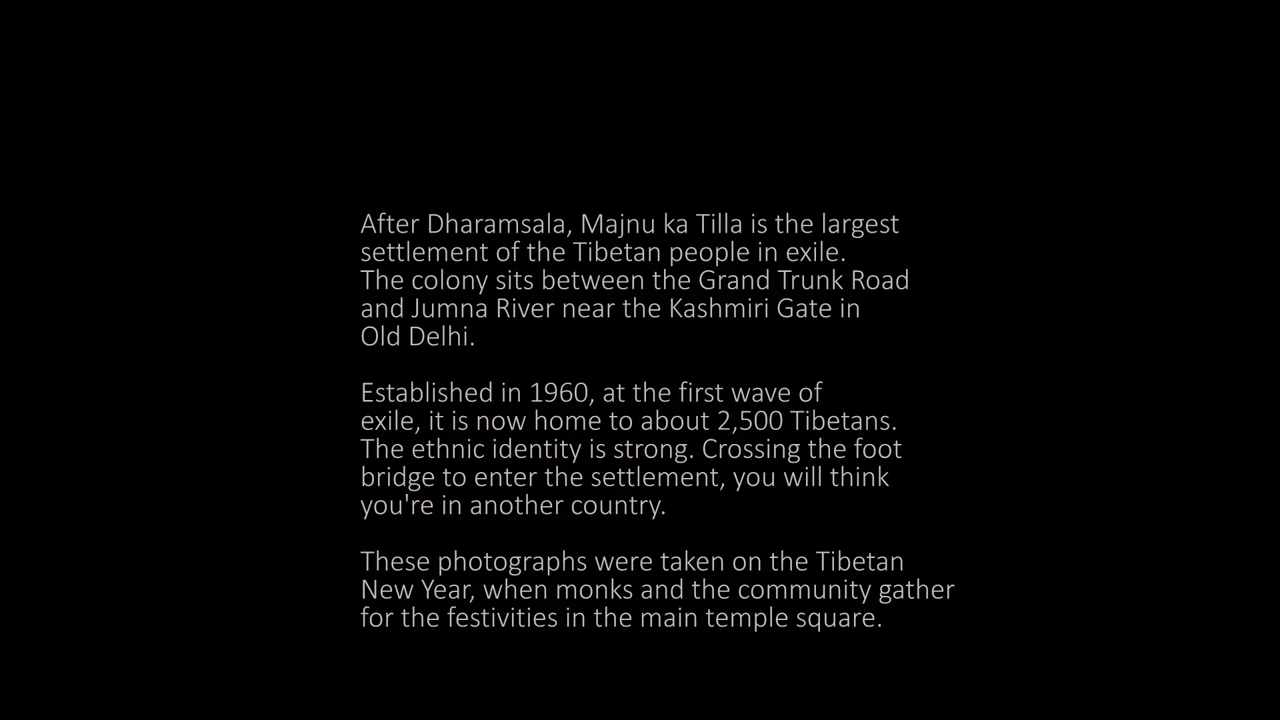 After Dharamsala, Majnu ka Tilla is the largest
settlement of the Tibetan people in exile.
The colony sits between the Grand Trunk Road
and Jumna River near the Kashmiri Gate in
Old Delhi.
Established in 1960, at the first wave of
exile, it is now home to about 2,500 Tibetans.
The ethnic identity is strong. Crossing the foot
bridge to enter the settlement, you will think
you're in another country.
These photographs were taken on the Tibetan
New Year, when monks and the community gather
for the festivities in the main temple square.